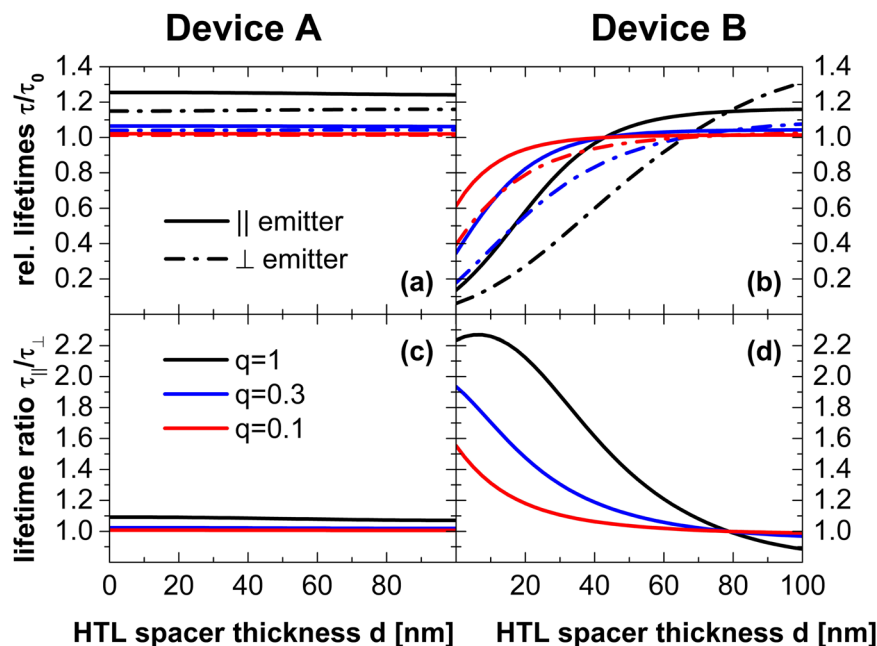 Device A Device B
rel. lifetimes τ/τ0
1.4
1.2
1.0
0.8
0.6
0.4
0.2
|| emitter
⊥ emitter
(a)
(b)
1.4
1.2
1.0
0.8
0.6
0.4
0.2
lifetime ratio τ||/τ⊥
2.2
2.0
1.8
1.6
1.4
1.2
1.0
q=1
q=0.3
q=0.1
(c)
(d)
2.2
2.0
1.8
1.6
1.4
1.2
1.0
0 20 40 60 80 20 40 60 80 100
HTL spacer thickness d [nm] HTL spacer thickness d [nm]